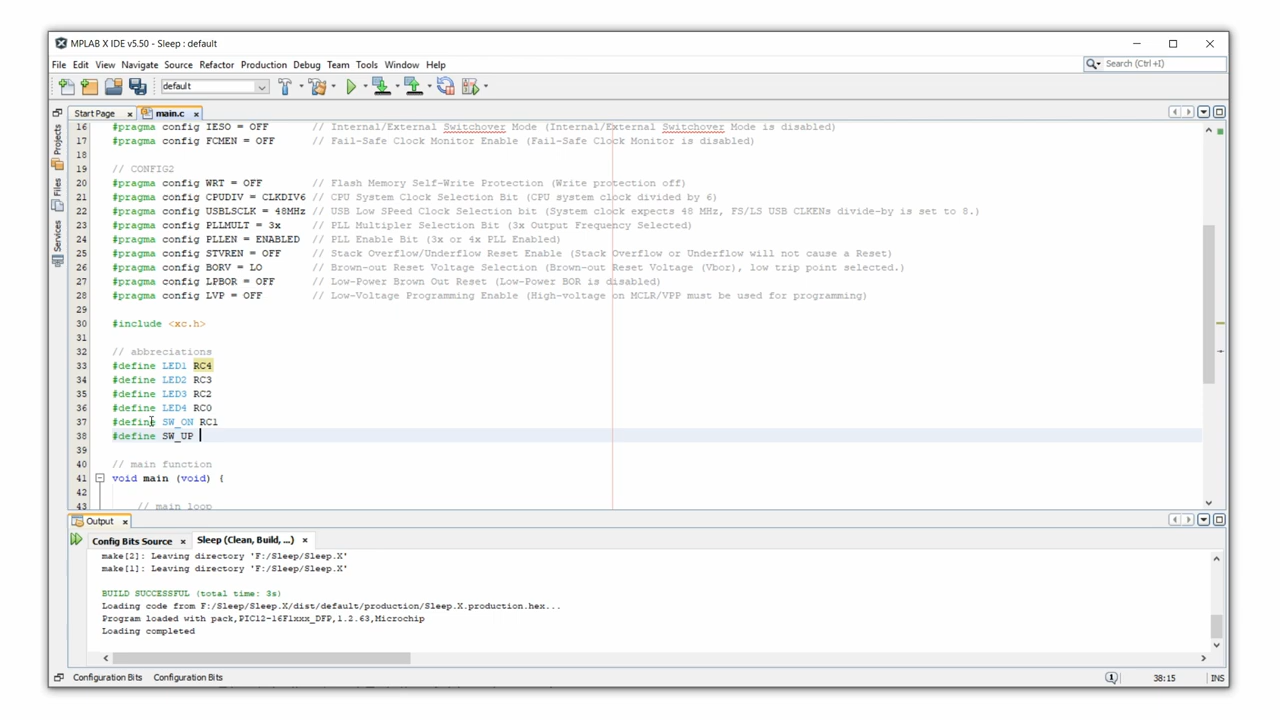 MPLAB X IDE v5.50 - Sleep : default
File Edit View Navigate Source Refactor Production Debug Team Tools Window Help
Search (Ctrl+I)
default
Start Page
main.c
Projects
Files
Services
16 #pragma config IESO = OFF // Internal/External Switchover Mode (Internal/External Switchover Mode is disabled)
17 #pragma config FCMEN = OFF // Fail-Safe Clock Monitor Enable (Fail-Safe Clock Monitor is disabled)
18
19 // CONFIG2
20 #pragma config WRT = OFF // Flash Memory Self-Write Protection (Write protection off)
21 #pragma config CPUDIV = CLKDIV6 // CPU System Clock Selection Bit (CPU system clock divided by 6)
22 #pragma config USBLSCLK = 48MHz // USB Low SPeed Clock Selection bit (System clock expects 48 MHz, FS/LS USB CLKENs divide-by is set to 8.)
23 #pragma config PLLMULT = 3x // PLL Multipler Selection Bit (3x Output Frequency Selected)
24 #pragma config PLLEN = ENABLED // PLL Enable Bit (3x or 4x PLL Enabled)
25 #pragma config STVREN = OFF // Stack Overflow/Underflow Reset Enable (Stack Overflow or Underflow will not cause a Reset)
26 #pragma config BORV = LO // Brown-out Reset Voltage Selection (Brown-out Reset Voltage (Vbor), low trip point selected.)
27 #pragma config LPBOR = OFF // Low-Power Brown Out Reset (Low-Power BOR is disabled)
28 #pragma config LVP = OFF // Low-Voltage Programming Enable (High-voltage on MCLR/VPP must be used for programming)
29
30 #include <xc.h>
31
32 // abbreciations
33 #define LED1 RC4
34 #define LED2 RC3
35 #define LED3 RC2
36 #define LED4 RC0
37 #define SW_ON RC1
38 #define SW_UP
39
40 // main function
41 void main (void) {
42
43 // main loop
Output
Config Bits Source
Sleep (Clean, Build, ...)
make[2]: Leaving directory 'F:/Sleep/Sleep.X'
make[1]: Leaving directory 'F:/Sleep/Sleep.X'
BUILD SUCCESSFUL (total time: 3s)
Loading code from F:/Sleep/Sleep.X/dist/default/production/Sleep.X.production.hex...
Program loaded with pack,PIC12-16F1xxx_DFP,1.2.63,Microchip
Loading completed
Configuration Bits
Configuration Bits
1
38:15
INS